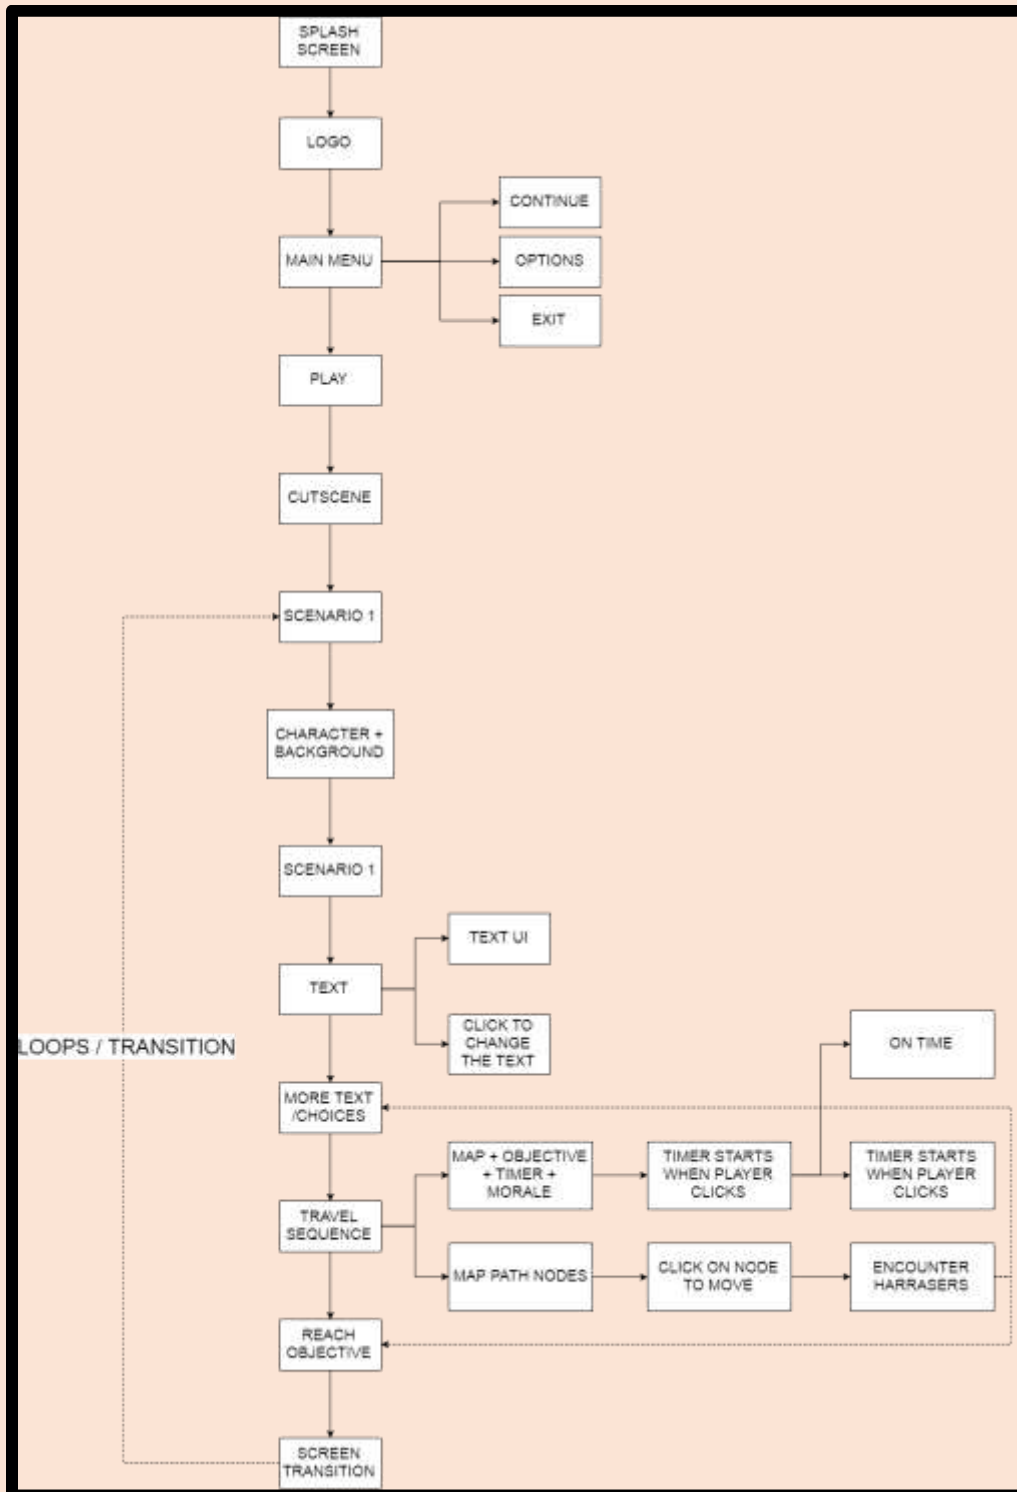 SPLASH
SCREEN
LOGO
CONTINUE
MAIN MENU
OPTIONS
EXIT
PLAY
CUTSCENE
SCENARIO 1
CHARACTER +
BACKGROUND
SCENARIO 1
TEXT UI
TEXT
CLICK TO
CHANGE
THE TEXT
ON TIME
LOOPS / TRANSITION
MORE TEXT
/CHOICES
MAP + OBJECTIVE
+ TIMER +
MORALE
TIMER STARTS
WHEN PLAYER
CLICKS
TIMER STARTS
WHEN PLAYER
CLICKS
TRAVEL
SEQUENCE
MAP PATH NODES
CLICK ON NODE
TO MOVE
ENCOUNTER
HARRASERS
REACH
OBJECTIVE
SCREEN
TRANSITION